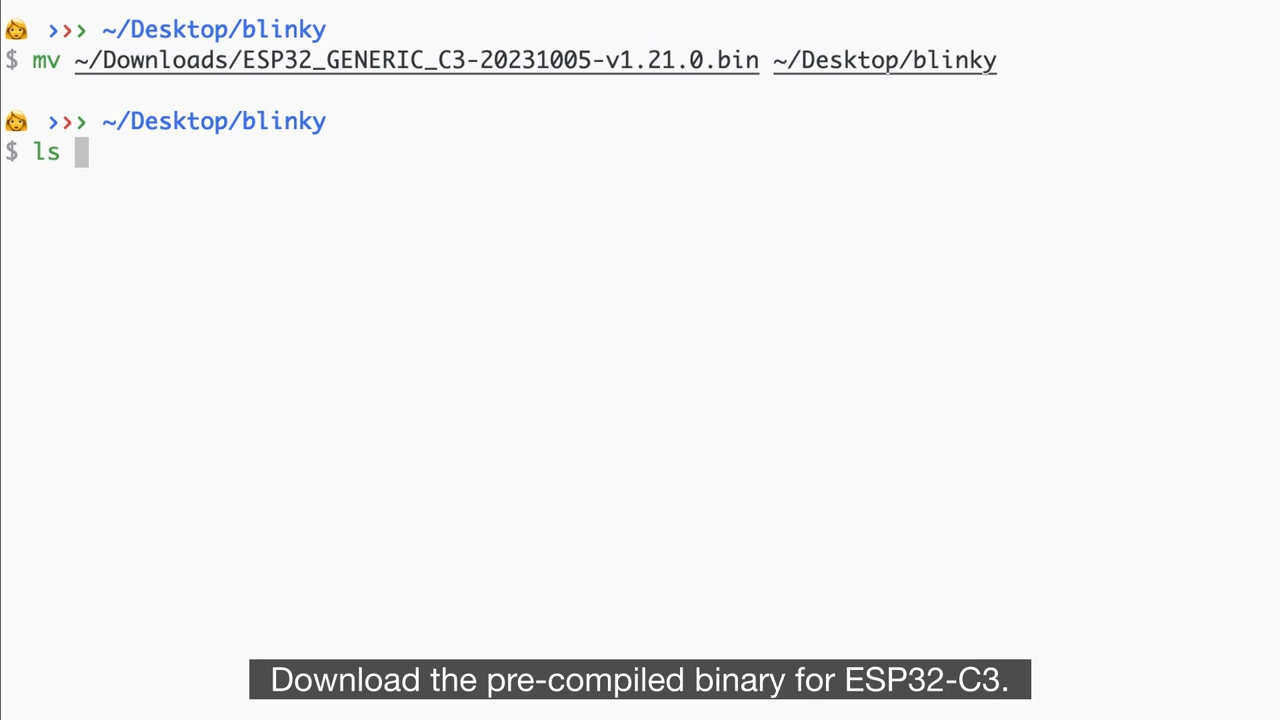 ››› ~/Desktop/blinky
$ mv ~/Downloads/ESP32_GENERIC_C3-20231005-v1.21.0.bin ~/Desktop/blinky
››› ~/Desktop/blinky
$ ls
Download the pre-compiled binary for ESP32-C3.